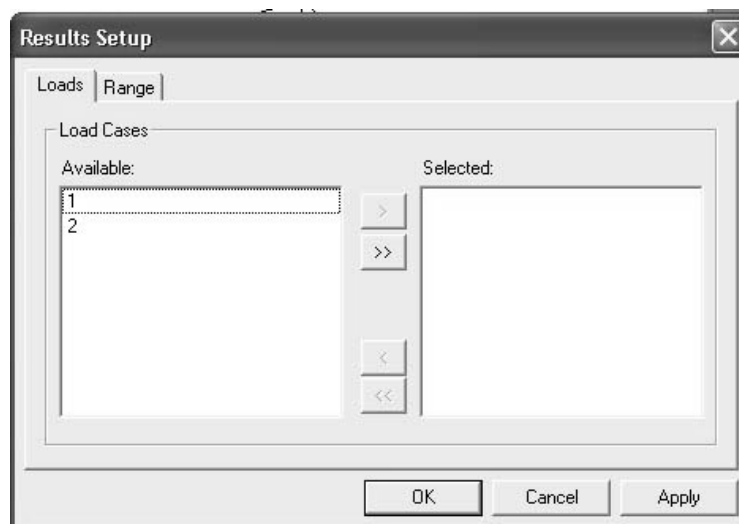 Results Setup
Loads
Range
Load Cases
Available:
Selected:
1
2
>
>>
<
<<
OK
Cancel
Apply